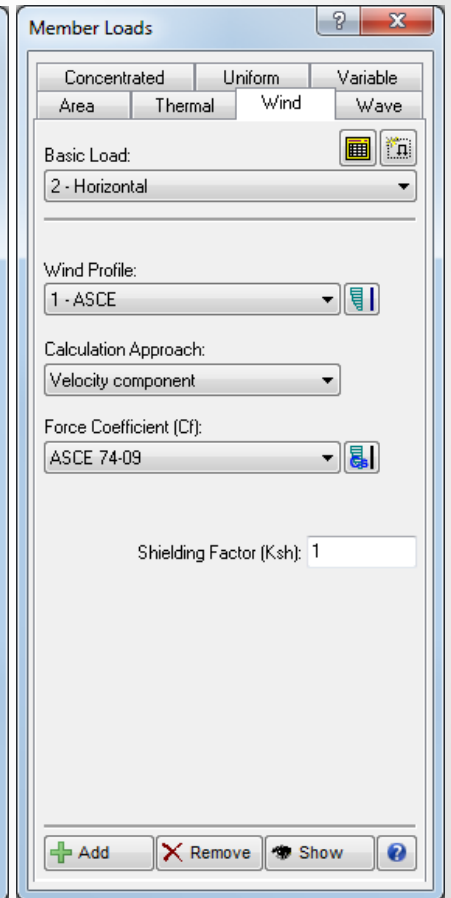 Member Loads
?
X
Concentrated Uniform Variable
Area Thermal Wind Wave
Basic Load:
2 - Horizontal
Wind Profile:
1 - ASCE
Calculation Approach:
Velocity component
Force Coefficient (Cf):
ASCE 74-09
Shielding Factor (Ksh): 1
Add Remove Show ?